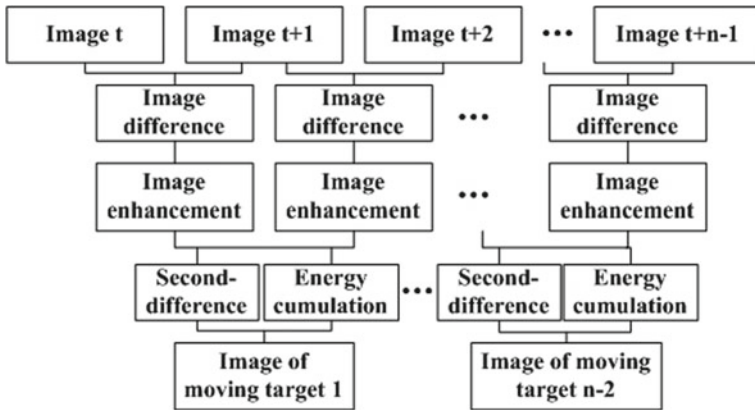 Image t
Image t+1
Image t+2
•••
Image t+n-1
Image
difference
Image
difference
•••
Image
difference
Image
enhancement
Image
enhancement
•••
Image
enhancement
Second-
difference
Energy
cumulation
•••
Second-
difference
Energy
cumulation
Image of
moving target 1
Image of moving
target n-2